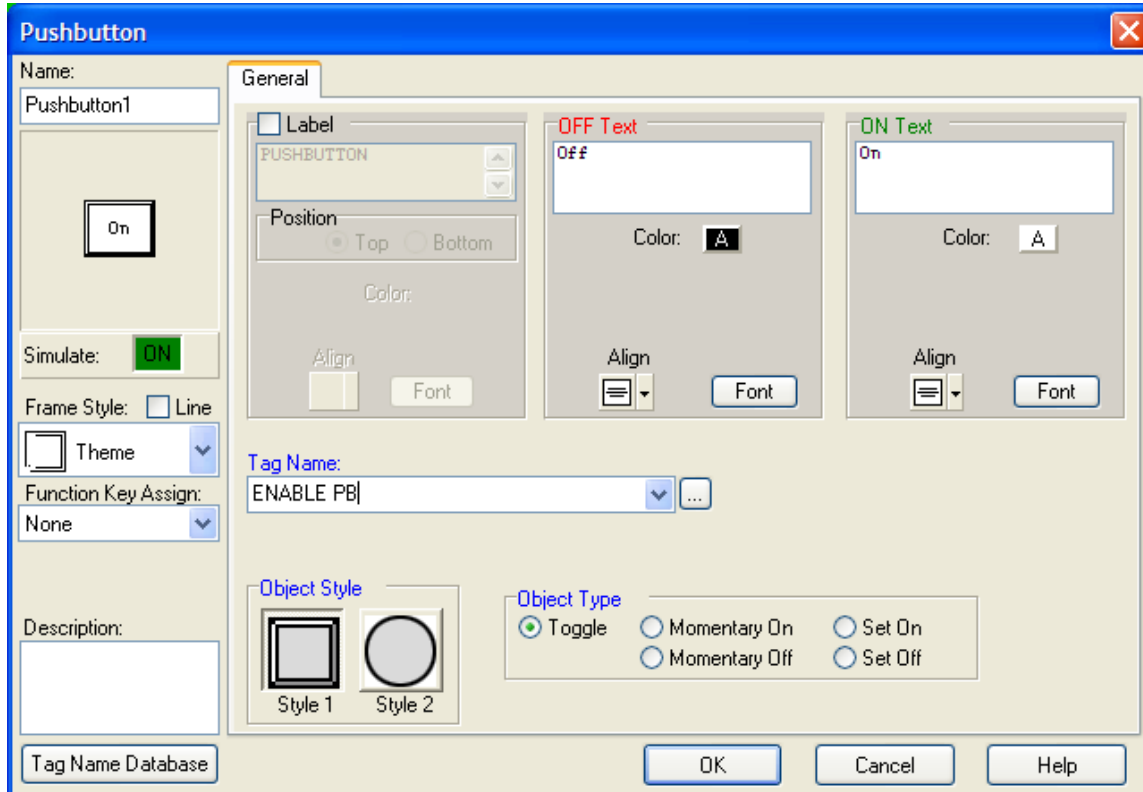 Pushbutton
Name:
Pushbutton1
On
Simulate: ON
Frame Style: Line
Theme
Function Key Assign:
None
Description:
Tag Name Database
General
Label
PUSHBUTTON
Position
Top Bottom
Color:
Align
Font
OFF Text
Off
Color: A
Align
Font
ON Text
On
Color: A
Align
Font
Tag Name:
ENABLE PB
...
Object Style
Style 1 Style 2
Object Type
Toggle Momentary On Set On
Momentary Off Set Off
OK Cancel Help